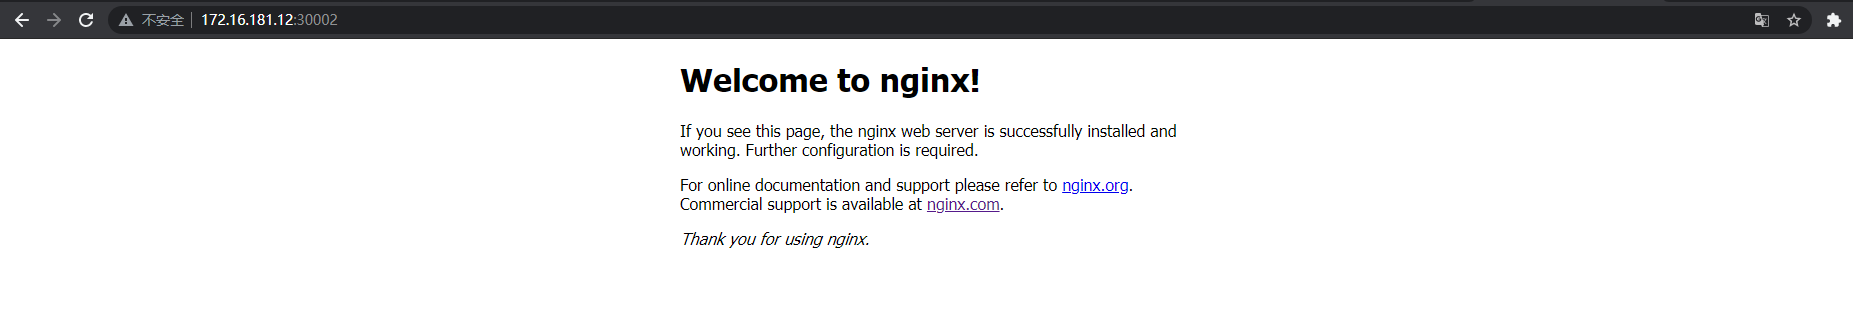 不安全 172.16.181.12:30002
Welcome to nginx!
If you see this page, the nginx web server is successfully installed and
working. Further configuration is required.
For online documentation and support please refer to nginx.org.
Commercial support is available at nginx.com.
Thank you for using nginx.